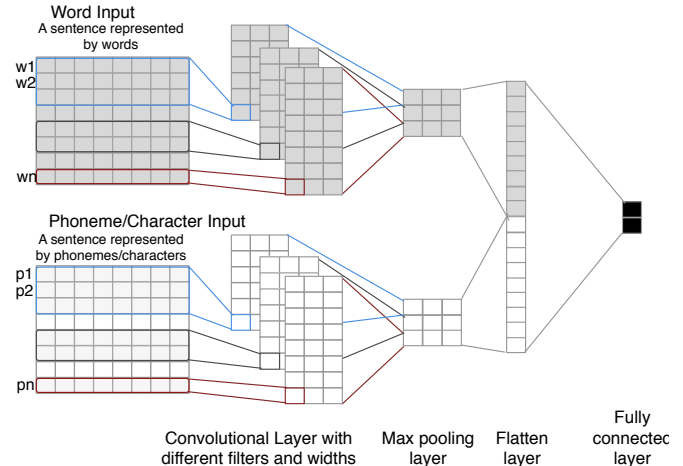 Word Input
A sentence represented
by words
w1
w2
wn
Phoneme/Character Input
A sentence represented
by phonemes/characters
p1
p2
pn
Convolutional Layer with
different filters and widths
Max pooling
layer
Flatten
layer
Fully
connected
layer